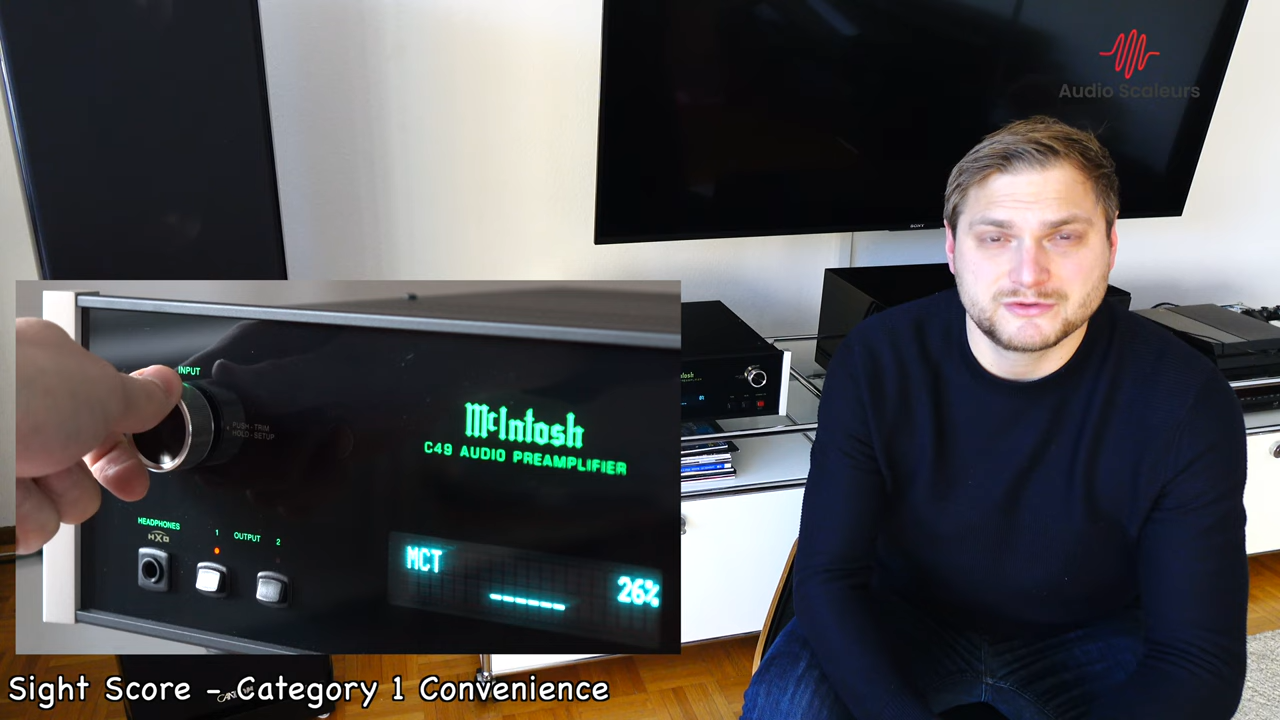 Audio Scaleurs
SONY
INPUT
PUSH - TRIM
HOLD - SETUP
McIntosh
C49 AUDIO PREAMPLIFIER
HEADPHONES
HXD
1 OUTPUT 2
MCT
26%
Sight Score - Category 1 Convenience